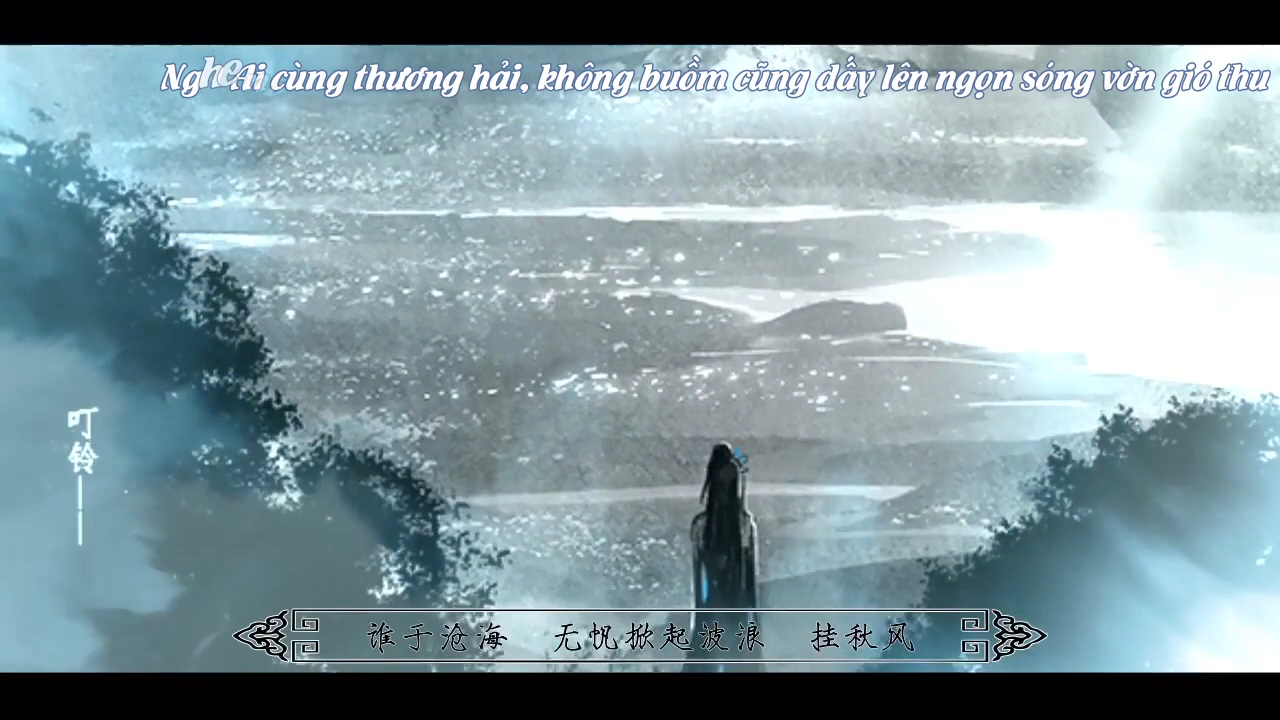 Nghe Ai cùng thương hải, không buồm cũng dấy lên ngọn sóng vờn gió thu
叮铃——
谁于沧海 无帆掀起波浪 挂秋风